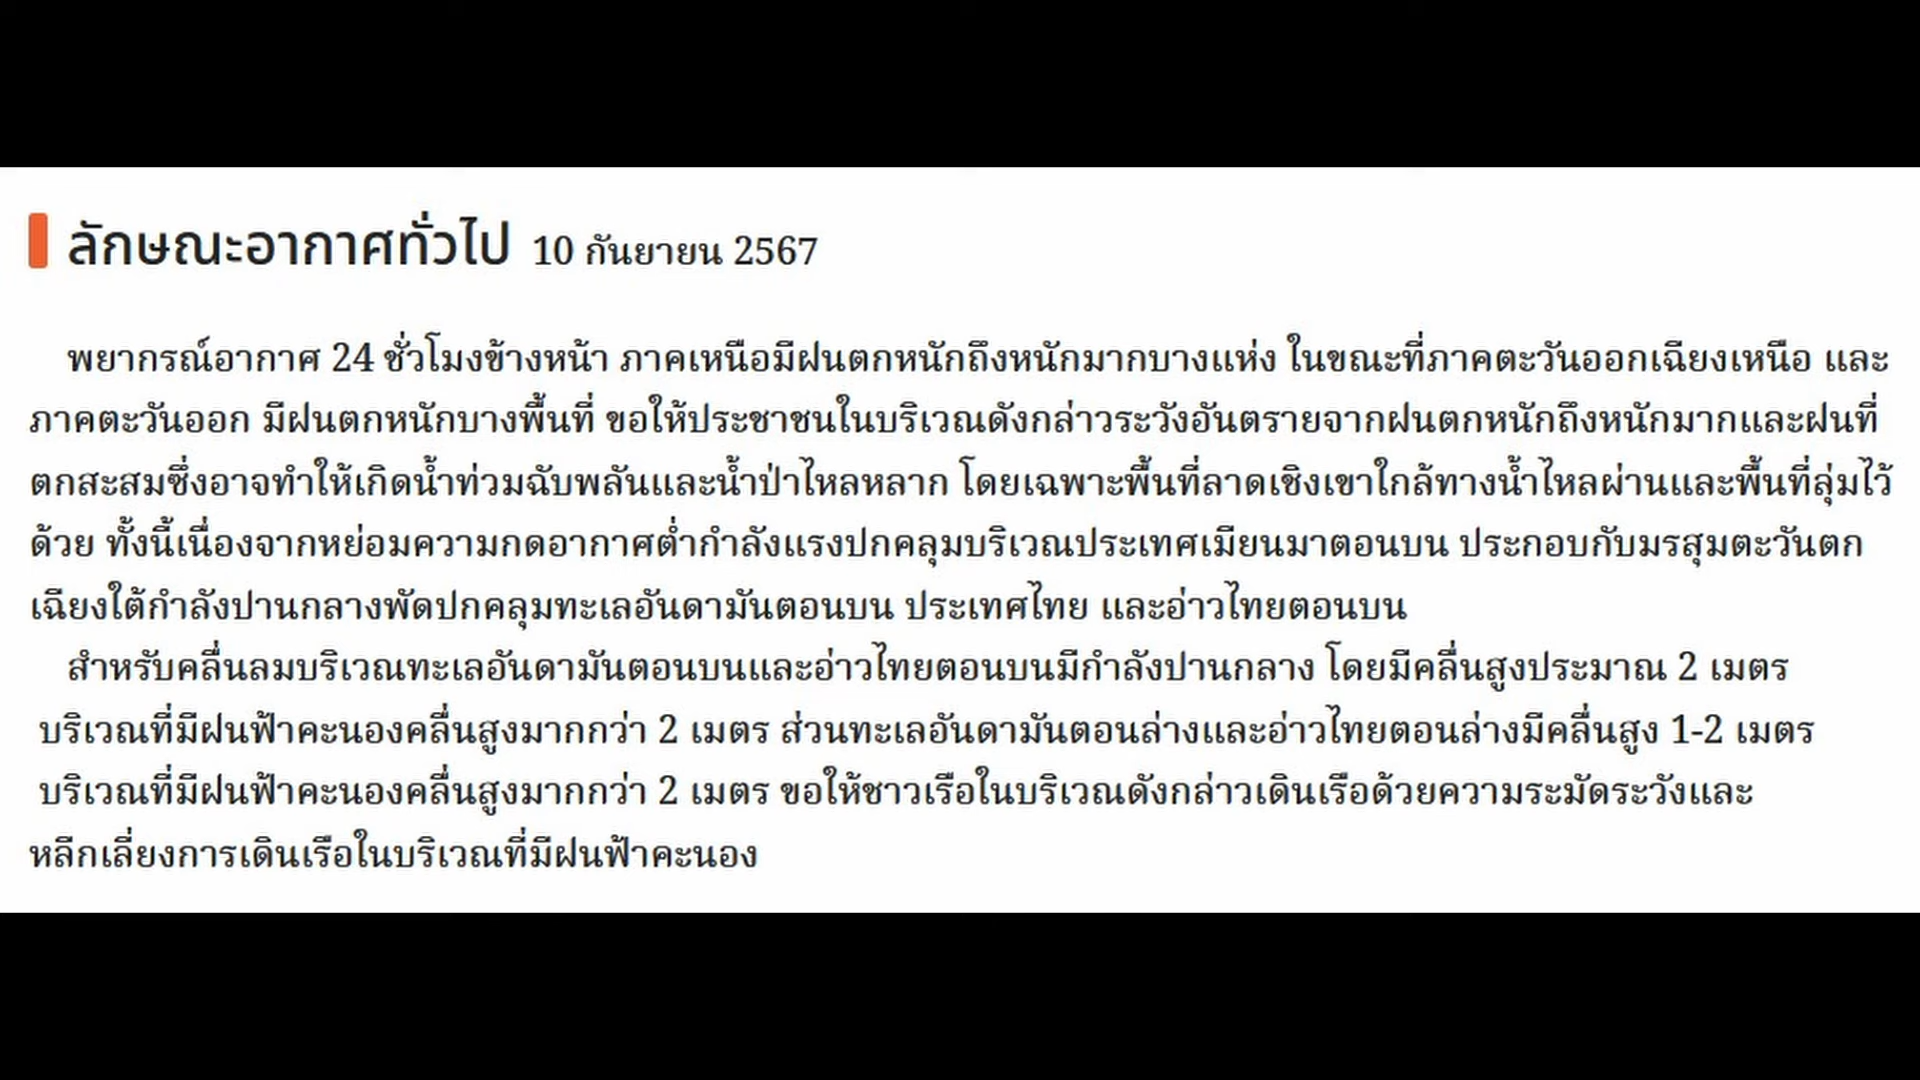 ลักษณะอากาศทั่วไป 10 กันยายน 2567
พยากรณ์อากาศ 24 ชั่วโมงข้างหน้า ภาคเหนือมีฝนตกหนักถึงหนักมากบางแห่ง ในขณะที่ภาคตะวันออกเฉียงเหนือ และ
ภาคตะวันออก มีฝนตกหนักบางพื้นที่ ขอให้ประชาชนในบริเวณดังกล่าวระวังอันตรายจากฝนตกหนักถึงหนักมากและฝนที่
ตกสะสมซึ่งอาจทำให้เกิดน้ำท่วมฉับพลันและน้ำป่าไหลหลาก โดยเฉพาะพื้นที่ลาดเชิงเขาใกล้ทางน้ำไหลผ่านและพื้นที่ลุ่มไว้
ด้วย ทั้งนี้เนื่องจากหย่อมความกดอากาศต่ำกำลังแรงปกคลุมบริเวณประเทศเมียนมาตอนบน ประกอบกับมรสุมตะวันตก
เฉียงใต้กำลังปานกลางพัดปกคลุมทะเลอันดามันตอนบน ประเทศไทย และอ่าวไทยตอนบน
สำหรับคลื่นลมบริเวณทะเลอันดามันตอนบนและอ่าวไทยตอนบนมีกำลังปานกลาง โดยมีคลื่นสูงประมาณ 2 เมตร
บริเวณที่มีฝนฟ้าคะนองคลื่นสูงมากกว่า 2 เมตร ส่วนทะเลอันดามันตอนล่างและอ่าวไทยตอนล่างมีคลื่นสูง 1-2 เมตร
บริเวณที่มีฝนฟ้าคะนองคลื่นสูงมากกว่า 2 เมตร ขอให้ชาวเรือในบริเวณดังกล่าวเดินเรือด้วยความระมัดระวังและ
หลีกเลี่ยงการเดินเรือในบริเวณที่มีฝนฟ้าคะนอง